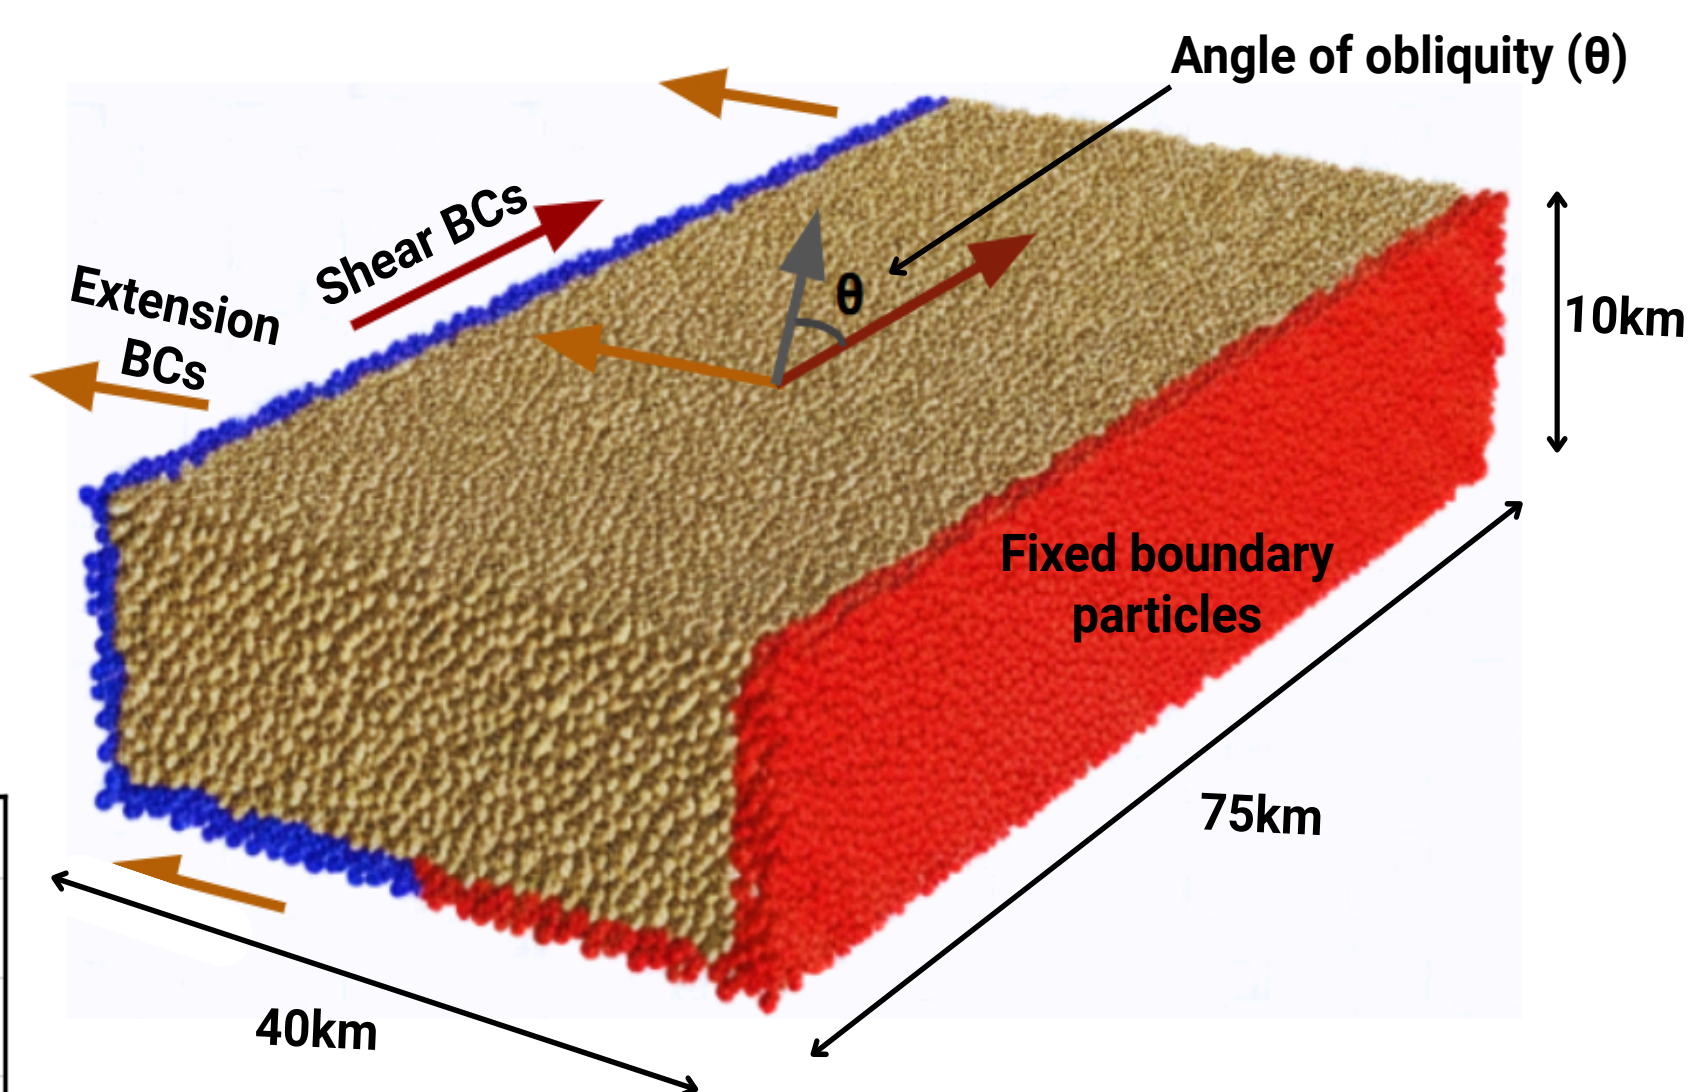 Angle of obliquity (θ)
Shear BCs
Extension
BCs
θ
10km
Fixed boundary
particles
75km
40km